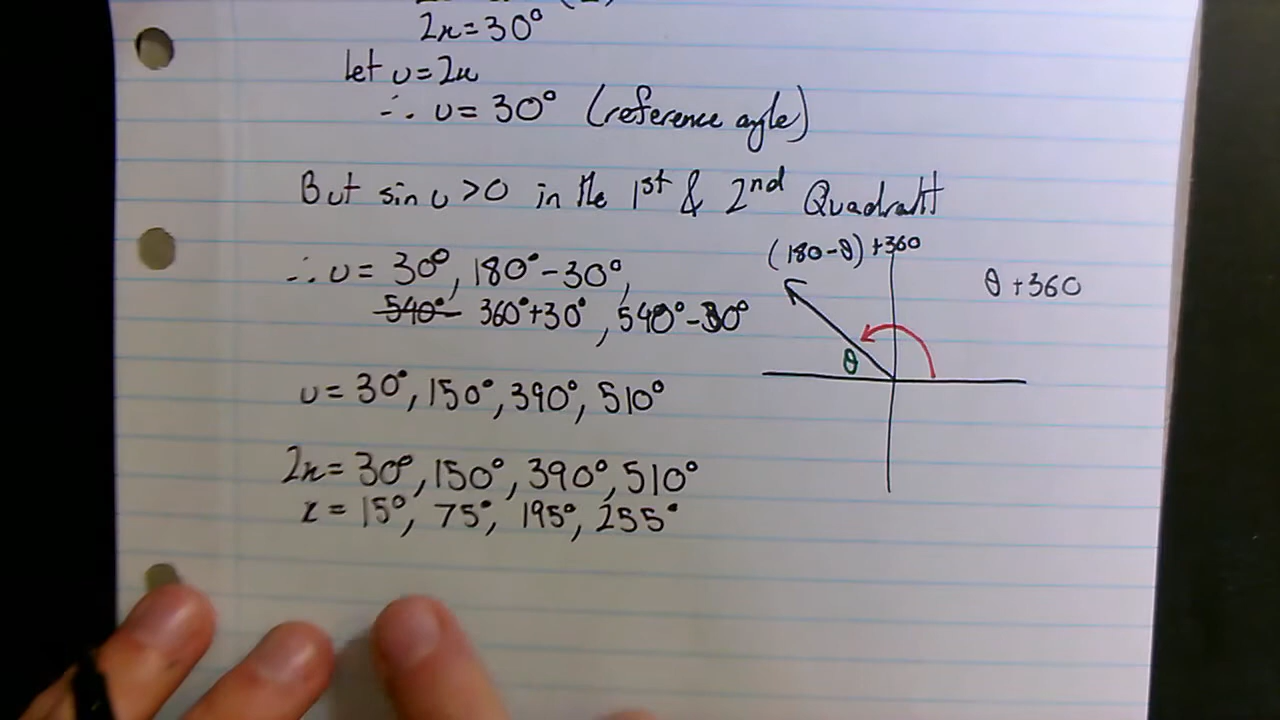 2x=30°
let u=2x
∴ u=30° (reference angle)
But sin u>0 in the 1st & 2nd Quadrant
(180-θ)+360
θ+360
∴ u= 30°, 180°-30°,
540°- 360°+30°, 540°-30°
θ
u= 30°, 150°, 390°, 510°
2x= 30°, 150°, 390°, 510°
x= 15°, 75°, 195°, 255°